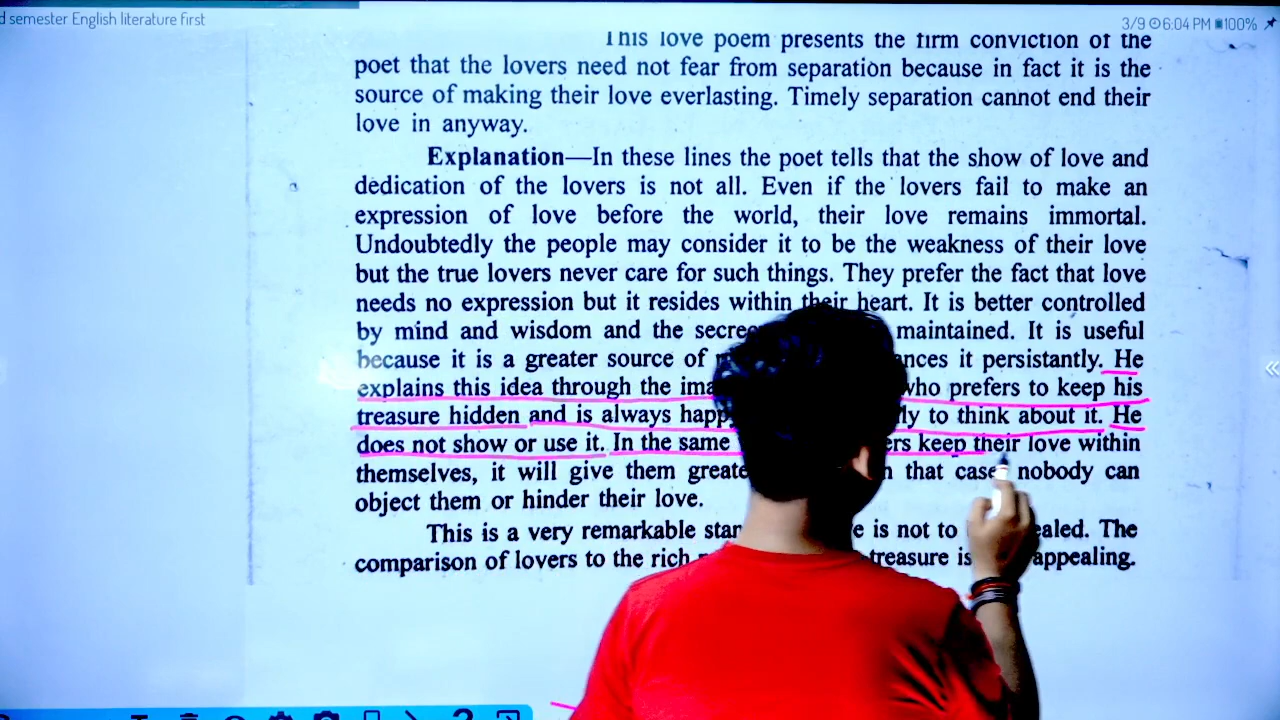 d semester English literature first
3/9 6:04 PM 100%
This love poem presents the firm conviction of the
poet that the lovers need not fear from separation because in fact it is the
source of making their love everlasting. Timely separation cannot end their
love in anyway.
Explanation—In these lines the poet tells that the show of love and
dedication of the lovers is not all. Even if the lovers fail to make an
expression of love before the world, their love remains immortal.
Undoubtedly the people may consider it to be the weakness of their love
but the true lovers never care for such things. They prefer the fact that love
needs no expression but it resides within their heart. It is better controlled
by mind and wisdom and the maintained. It is useful
because it is a greater source of it persistantly. He
explains this idea through the who prefers to keep his
treasure hidden and is always to think about it. He
does not show or use it. In the same keep their love within
themselves, it will give them that case nobody can
object them or hinder their love.
This is a very remarkable is not to The
comparison of lovers to the rich treasure is appealing.